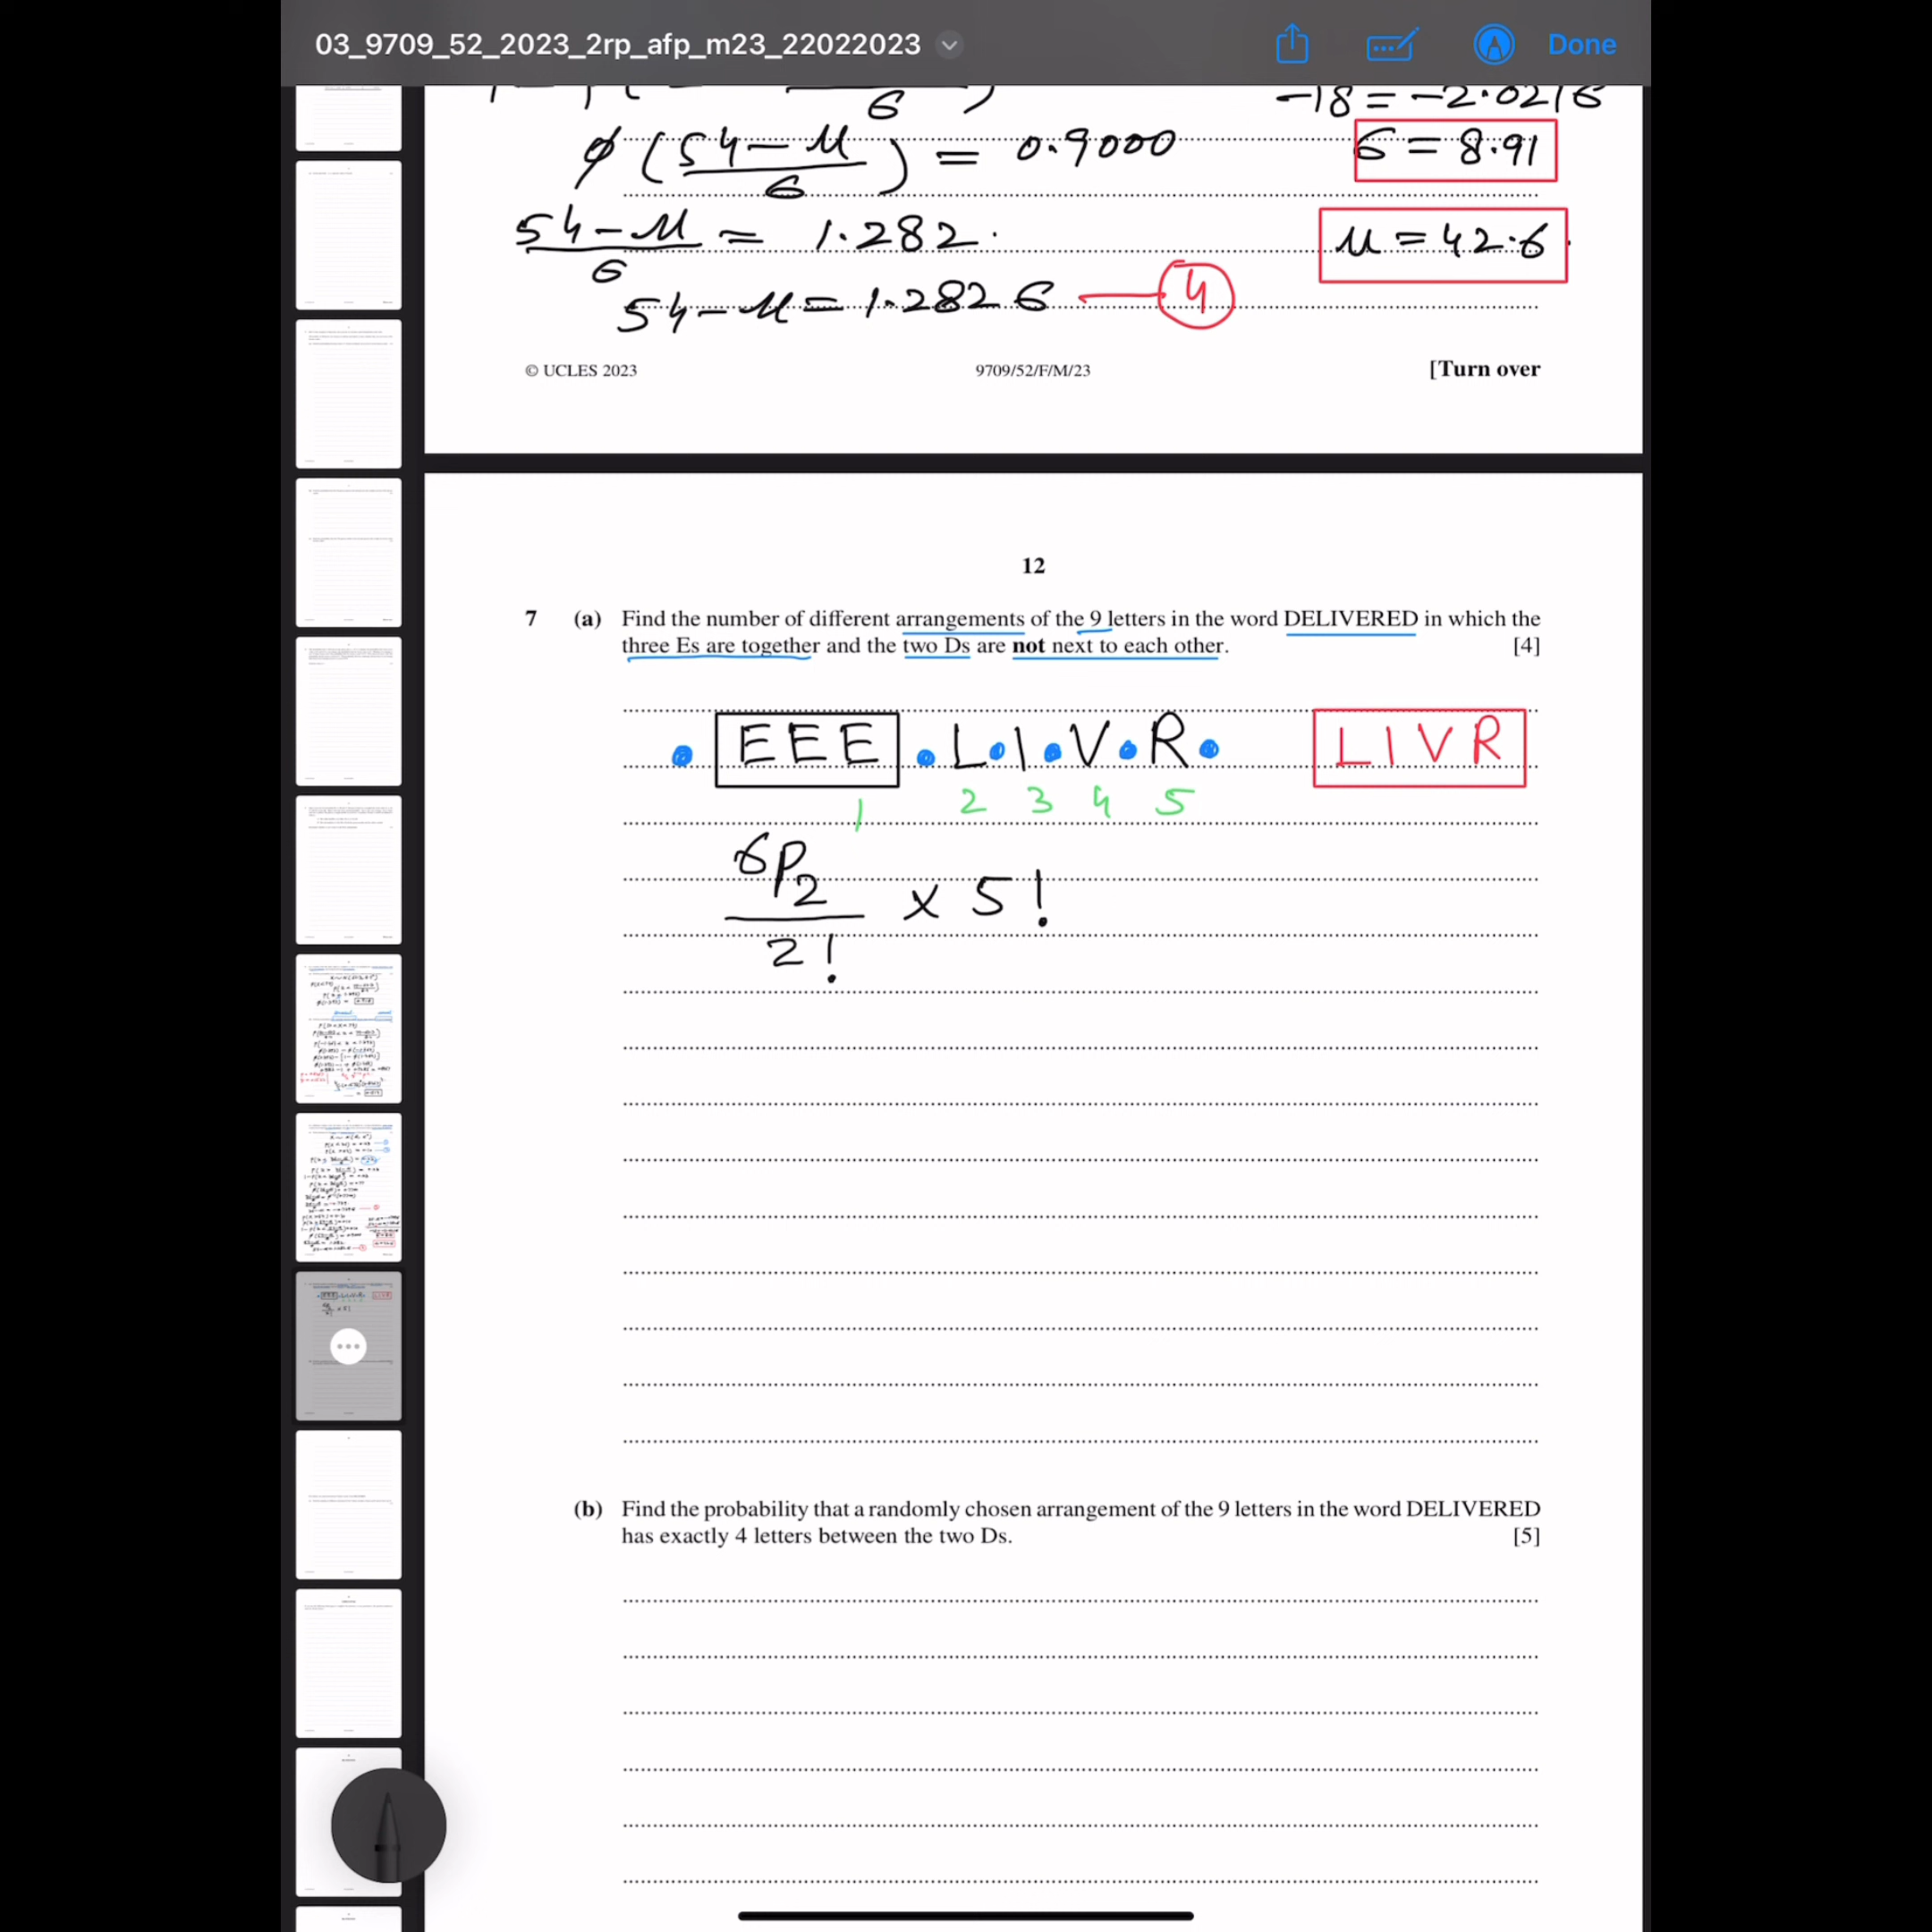 03_9709_52_2023_2rp_afp_m23_22022023
Done
6
-18 = -2.021б
ϕ ( 54-μ / б ) = 0.9000
б = 8.91
54-μ / б = 1.282
μ = 42.6
54-μ = 1.282 б — 4
© UCLES 2023 9709/52/F/M/23 [Turn over
12
7 (a) Find the number of different arrangements of the 9 letters in the word DELIVERED in which the
three Es are together and the two Ds are not next to each other. [4]
EEE L I V R
LIVR
1 2 3 4 5
6P2 / 2! x 5!
(b) Find the probability that a randomly chosen arrangement of the 9 letters in the word DELIVERED
has exactly 4 letters between the two Ds. [5]